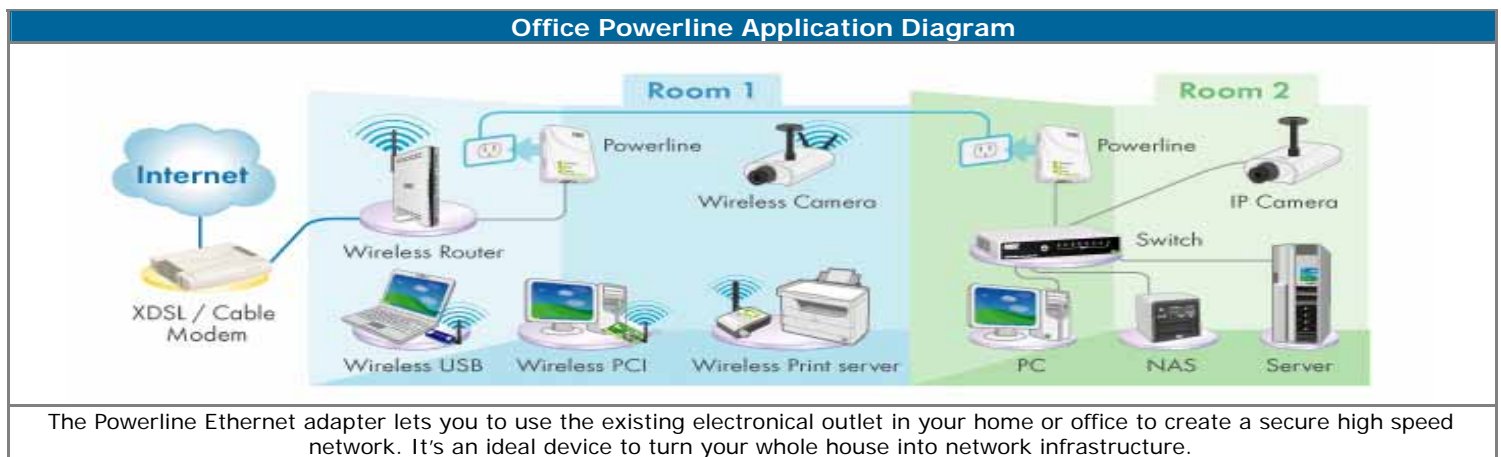 Office Powerline Application Diagram
Room 1
Room 2
Internet
Powerline
Powerline
Wireless Camera
IP Camera
Wireless Router
Switch
XDSL / Cable
Modem
Wireless USB
Wireless PCI
Wireless Print server
PC
NAS
Server
The Powerline Ethernet adapter lets you to use the existing electronical outlet in your home or office to create a secure high speed
network. It's an ideal device to turn your whole house into network infrastructure.